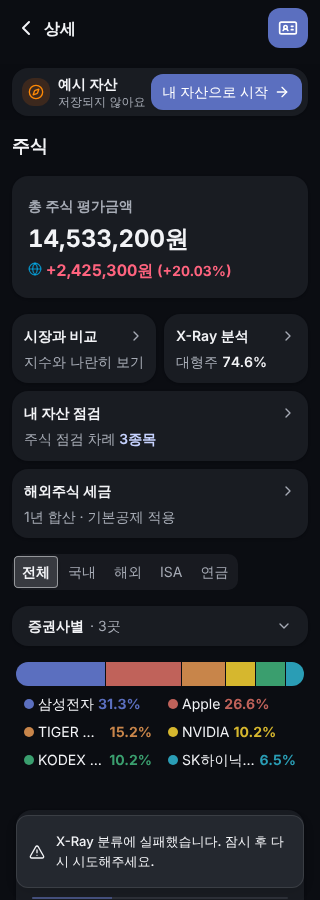 상세
예시 자산
저장되지 않아요
내 자산으로 시작
주식
총 주식 평가금액
14,533,200원
+2,425,300원 (+20.03%)
시장과 비교
지수와 나란히 보기
X-Ray 분석
대형주 74.6%
내 자산 점검
주식 점검 차례 3종목
해외주식 세금
1년 합산 · 기본공제 적용
전체 국내 해외 ISA 연금
증권사별 · 3곳
삼성전자 31.3% Apple 26.6%
TIGER ... 15.2% NVIDIA 10.2%
KODEX ... 10.2% SK하이닉... 6.5%
X-Ray 분류에 실패했습니다. 잠시 후 다
시 시도해주세요.